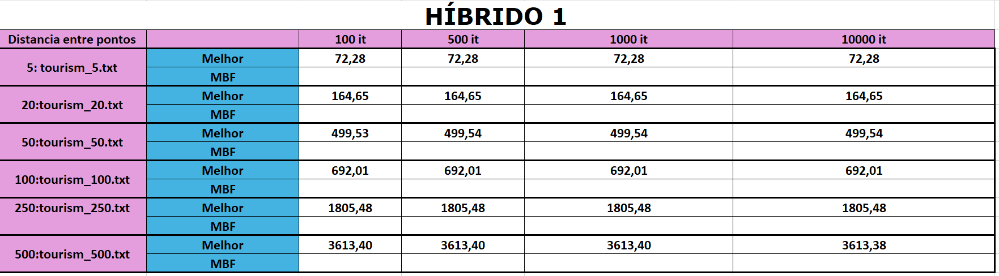 HÍBRIDO 1
Distancia entre pontos 100 it 500 it 1000 it 10000 it
5: tourism_5.txt Melhor 72,28 72,28 72,28 72,28
MBF
20:tourism_20.txt Melhor 164,65 164,65 164,65 164,65
MBF
50:tourism_50.txt Melhor 499,53 499,54 499,54 499,54
MBF
100:tourism_100.txt Melhor 692,01 692,01 692,01 692,01
MBF
250:tourism_250.txt Melhor 1805,48 1805,48 1805,48 1805,48
MBF
500:tourism_500.txt Melhor 3613,40 3613,40 3613,40 3613,38
MBF